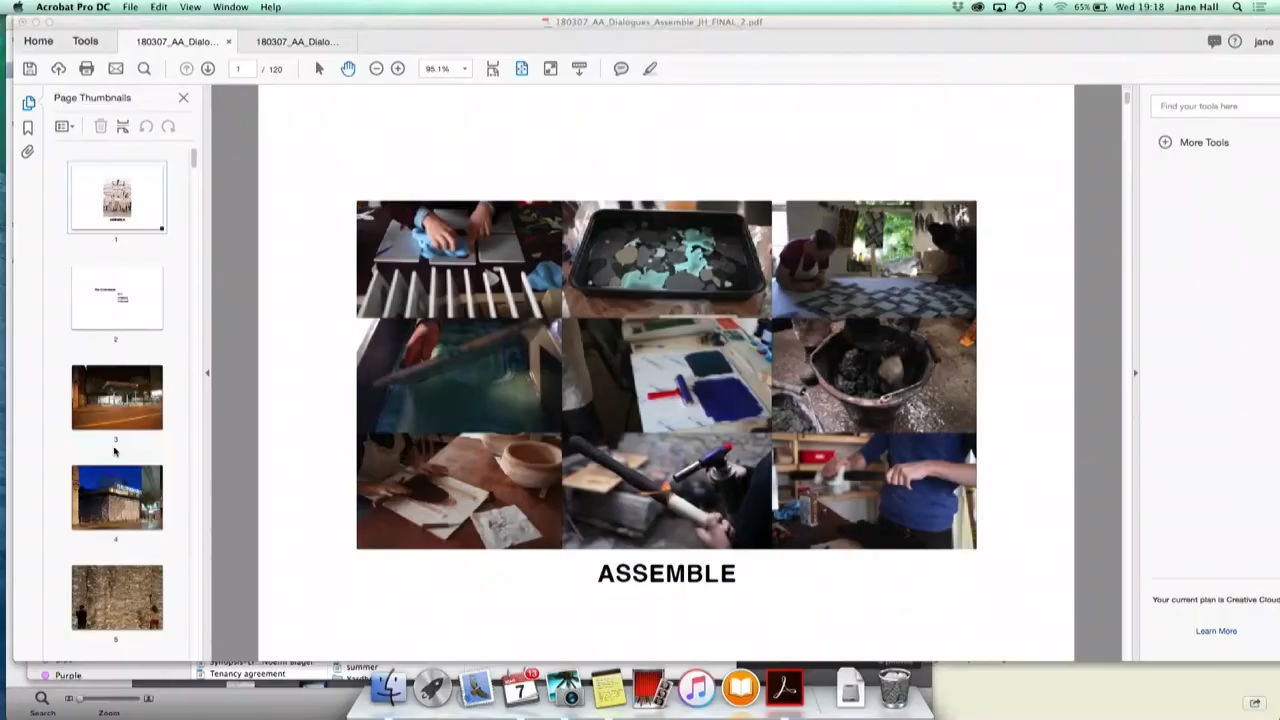 Acrobat Pro DC File Edit View Window Help
65% Wed 19:18 Jane Hall
180307_AA_Dialogues_Assemble_JH_FINAL_2.pdf
Home Tools 180307_AA_Dialo... × 180307_AA_Dialo... jane
1 / 120 95.1%
Page Thumbnails
Find your tools here
More Tools
1
2
3
4
5
ASSEMBLE
Your current plan is Creative Cloud
Learn More
summer
Purple
Tenancy agreement
13
7
Search Zoom